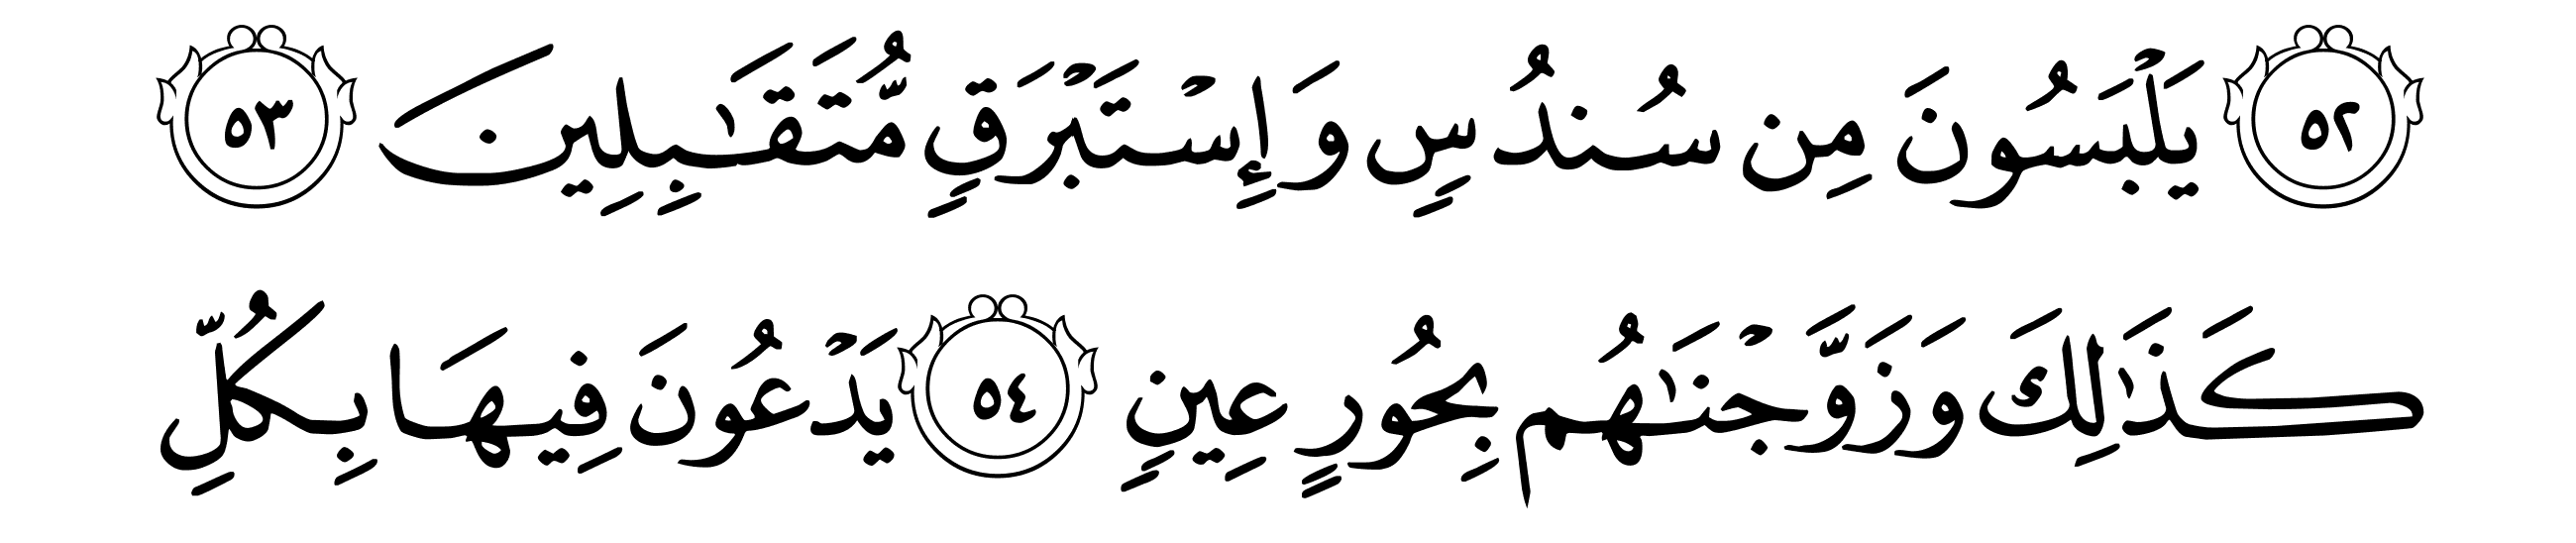 ۝٥٢ يَلْبَسُونَ مِن سُندُسٍ وَإِسْتَبْرَقٍ مُّتَقَـٰبِلِينَ ۝٥٣
كَذَٰلِكَ وَزَوَّجْنَـٰهُم بِحُورٍ عِينٍ ۝٥٤ يَدْعُونَ فِيهَا بِكُلِّ